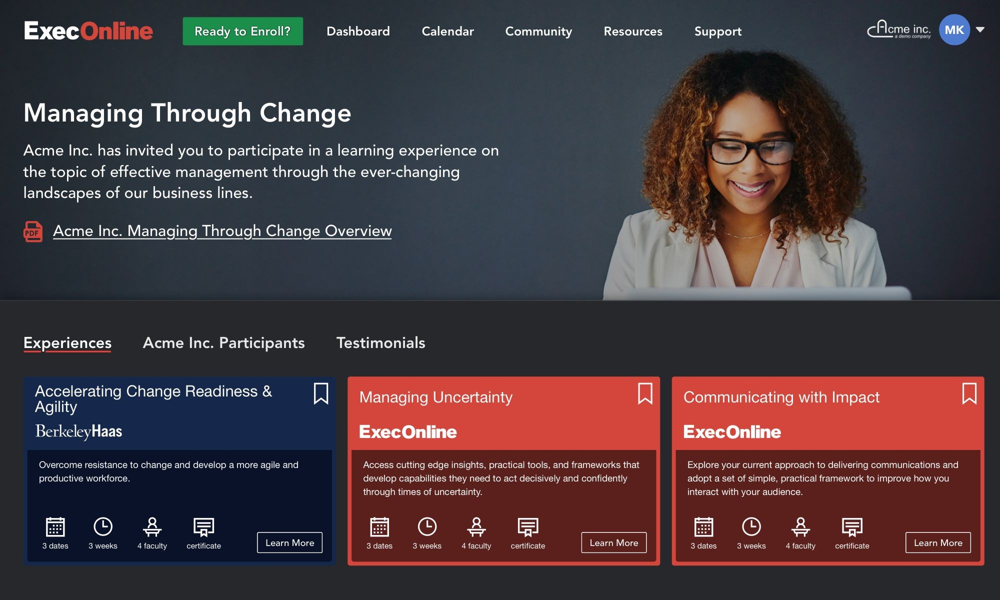 ExecOnline
Ready to Enroll?
Dashboard
Calendar
Community
Resources
Support
Acme inc.
a demo company
MK
Managing Through Change
Acme Inc. has invited you to participate in a learning experience on
the topic of effective management through the ever-changing
landscapes of our business lines.
PDF
Acme Inc. Managing Through Change Overview
Experiences
Acme Inc. Participants
Testimonials
Accelerating Change Readiness &
Agility
BerkeleyHaas
Overcome resistance to change and develop a more agile and
productive workforce.
3 dates
3 weeks
4 faculty
certificate
Learn More
Managing Uncertainty
ExecOnline
Access cutting edge insights, practical tools, and frameworks that
develop capabilities they need to act decisively and confidently
through times of uncertainty.
3 dates
3 weeks
4 faculty
certificate
Learn More
Communicating with Impact
ExecOnline
Explore your current approach to delivering communications and
adopt a set of simple, practical framework to improve how you
interact with your audience.
3 dates
3 weeks
4 faculty
certificate
Learn More